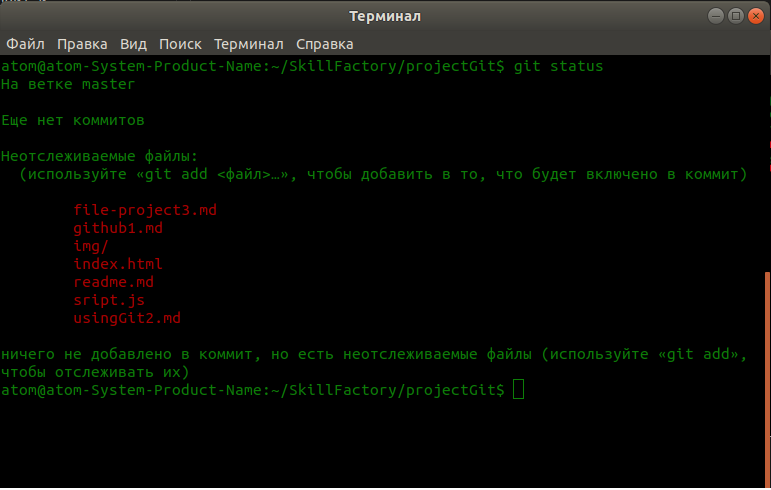 Терминал
Файл Правка Вид Поиск Терминал Справка
atom@atom-System-Product-Name:~/SkillFactory/projectGit$ git status
На ветке master
Еще нет коммитов
Неотслеживаемые файлы:
(используйте «git add <файл>…», чтобы добавить в то, что будет включено в коммит)
file-project3.md
github1.md
img/
index.html
readme.md
sript.js
usingGit2.md
ничего не добавлено в коммит, но есть неотслеживаемые файлы (используйте «git add»,
чтобы отслеживать их)
atom@atom-System-Product-Name:~/SkillFactory/projectGit$